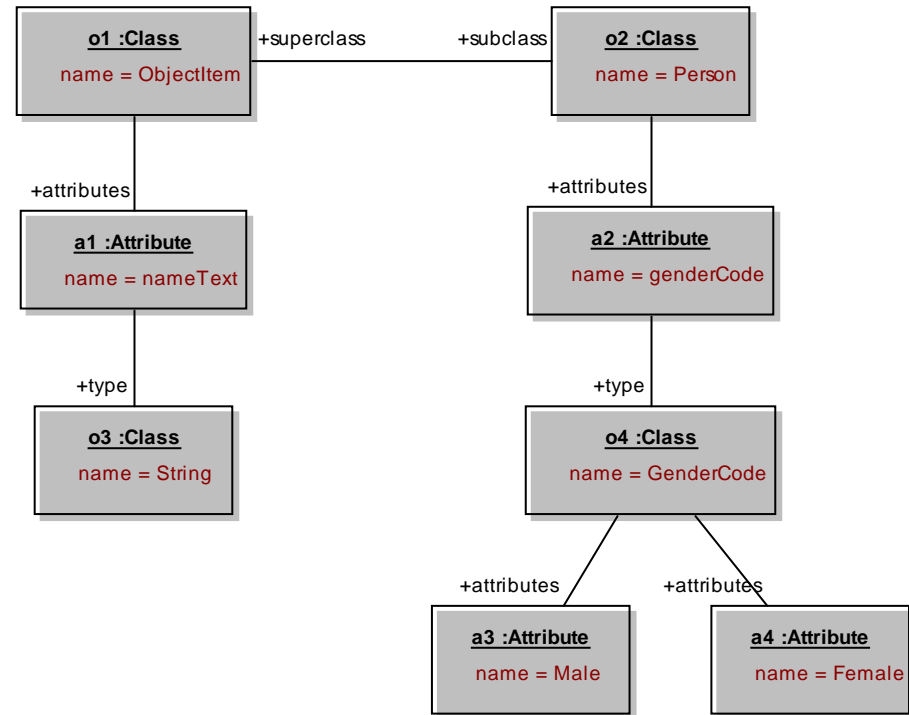 o1 :Class
name = ObjectItem
+superclass
+subclass
o2 :Class
name = Person
+attributes
+attributes
a1 :Attribute
name = nameText
a2 :Attribute
name = genderCode
+type
+type
o3 :Class
name = String
o4 :Class
name = GenderCode
+attributes
+attributes
a3 :Attribute
name = Male
a4 :Attribute
name = Female